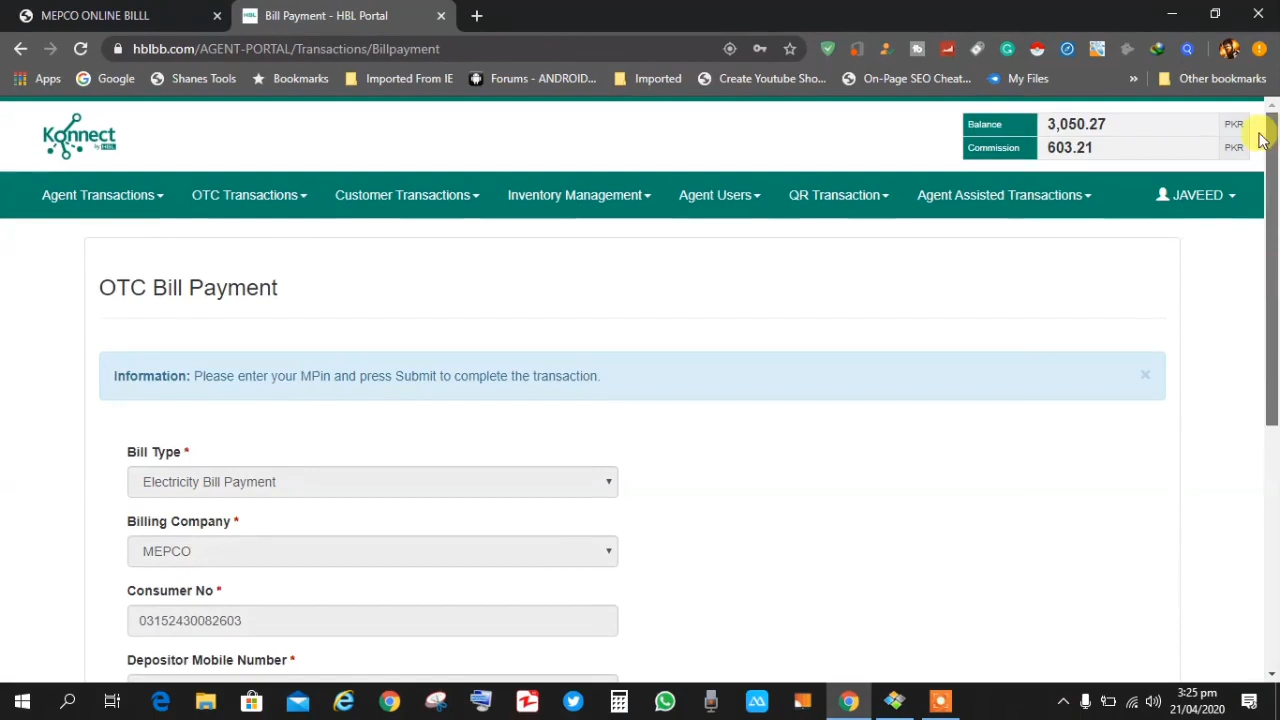 MEPCO ONLINE BILLL
HBL
Bill Payment - HBL Portal
hblbb.com/AGENT-PORTAL/Transactions/Billpayment
Apps
Google
Shanes Tools
Bookmarks
Imported From IE
Forums - ANDROID...
Imported
Create Youtube Sho...
On-Page SEO Cheat...
My Files
»
Other bookmarks
Konnect
by HBL
Balance 3,050.27 PKR
Commission 603.21 PKR
Agent Transactions
OTC Transactions
Customer Transactions
Inventory Management
Agent Users
QR Transaction
Agent Assisted Transactions
JAVEED
OTC Bill Payment
Information: Please enter your MPin and press Submit to complete the transaction.
×
Bill Type *
Electricity Bill Payment
Billing Company *
MEPCO
Consumer No *
03152430082603
Depositor Mobile Number *
3:25 pm
21/04/2020